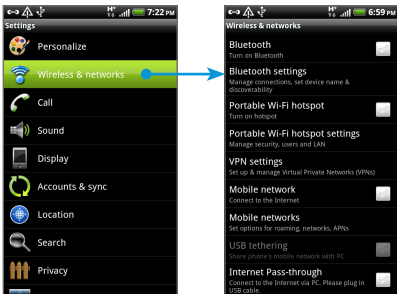 7:22 PM
Settings
Personalize
Wireless & networks
Call
Sound
Display
Accounts & sync
Location
Search
Privacy
6:59 PM
Wireless & networks
Bluetooth
Turn on Bluetooth
Bluetooth settings
Manage connections, set device name &
discoverability
Portable Wi-Fi hotspot
Turn on hotspot
Portable Wi-Fi hotspot settings
Manage security, users and LAN
VPN settings
Set up & manage Virtual Private Networks (VPNs)
Mobile network
Connect to the Internet
Mobile networks
Set options for roaming, networks, APNs
USB tethering
Share phone's mobile network with PC
Internet Pass-through
Connect to the Internet via PC. Please plug in
USB cable.